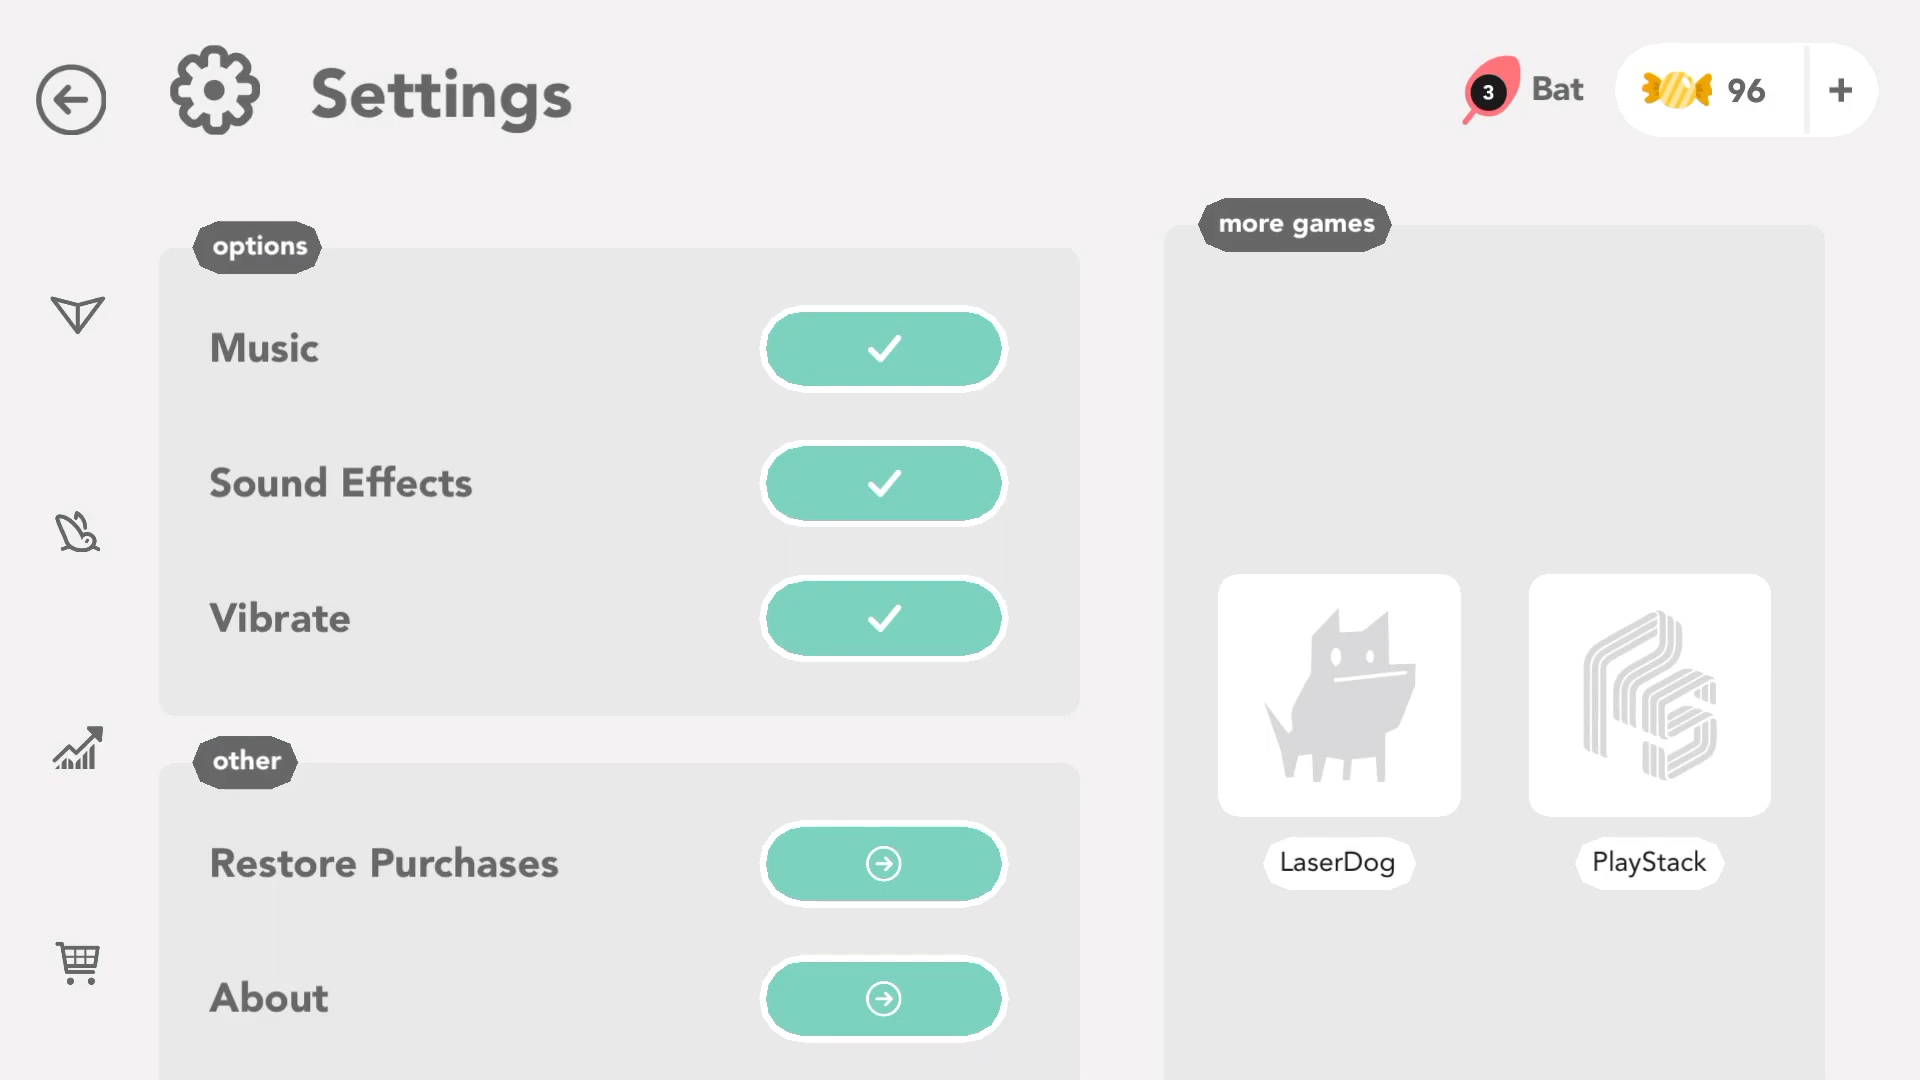 Settings
3
Bat
96
+
options
Music
Sound Effects
Vibrate
other
Restore Purchases
About
more games
LaserDog
PlayStack